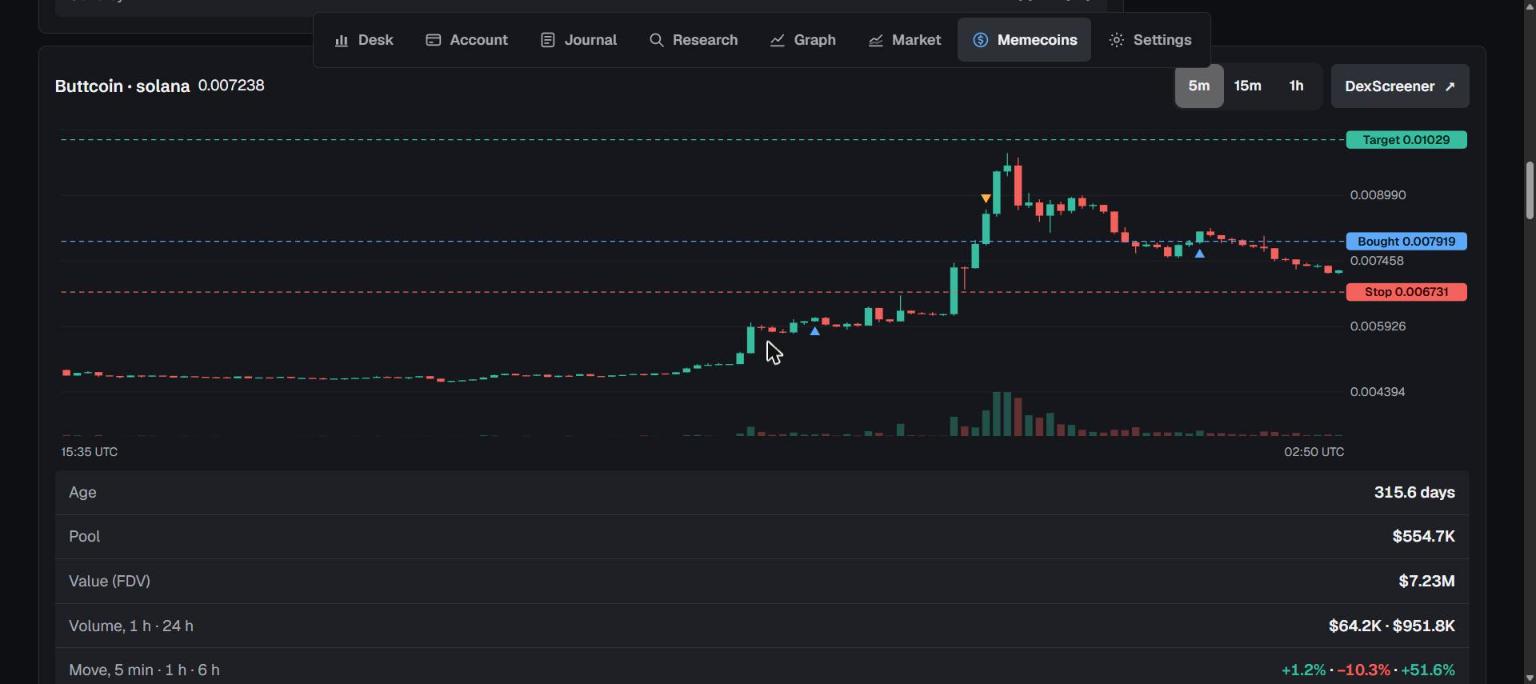 Desk Account Journal Research Graph Market Memecoins Settings
Buttcoin · solana 0.007238
5m 15m 1h DexScreener ↗
Target 0.01029
0.008990
Bought 0.007919
0.007458
Stop 0.006731
0.005926
0.004394
15:35 UTC 02:50 UTC
Age 315.6 days
Pool $554.7K
Value (FDV) $7.23M
Volume, 1 h · 24 h $64.2K · $951.8K
Move, 5 min · 1 h · 6 h +1.2% · −10.3% · +51.6%